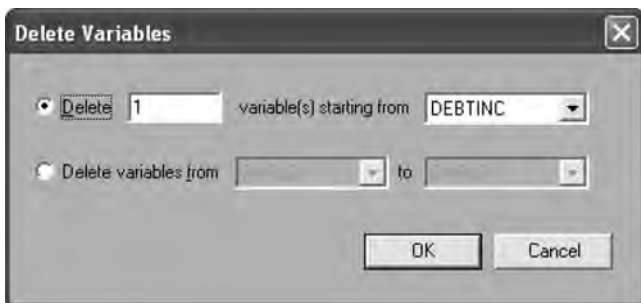 Delete Variables
Delete 1 variable(s) starting from DEBTINC
Delete variables from to
OK Cancel